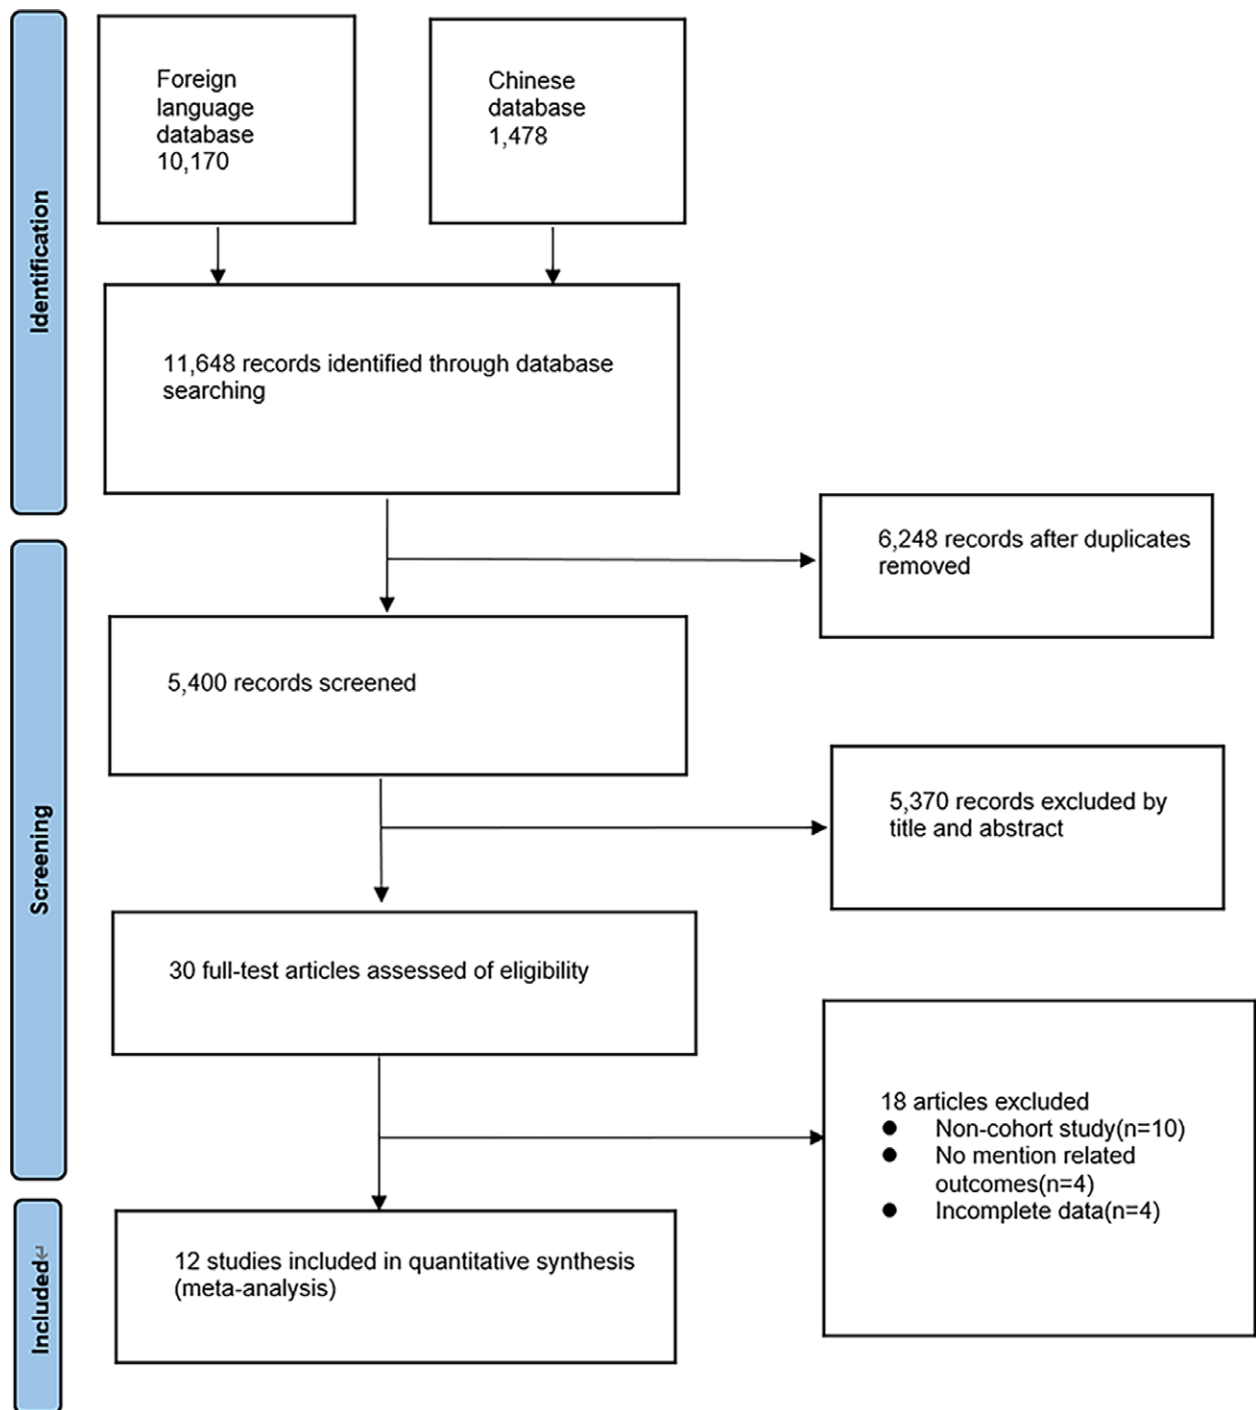 Identification
Foreign
language
database
10,170
Chinese
database
1,478
11,648 records identified through database
searching
6,248 records after duplicates
removed
Screening
5,400 records screened
5,370 records excluded by
title and abstract
30 full-test articles assessed of eligibility
18 articles excluded
● Non-cohort study(n=10)
● No mention related
outcomes(n=4)
● Incomplete data(n=4)
Included↵
12 studies included in quantitative synthesis
(meta-analysis)